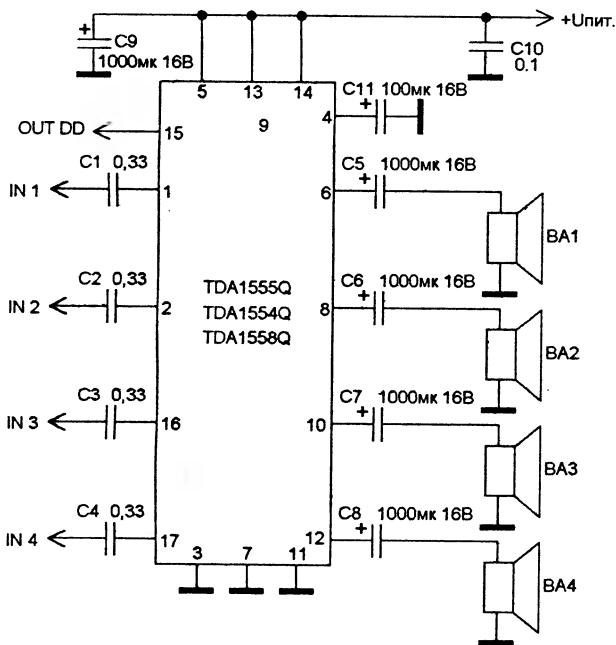 +Uпит.
+ C9
1000мк 16В
C10
0.1
5 13 14
C11 100мк 16В
+
9
4
OUT DD
15
C1 0,33
IN 1
1
C5 1000мк 16В
+
6
BA1
C2 0,33
IN 2
2
TDA1555Q
TDA1554Q
TDA1558Q
C6 1000мк 16В
+
8
BA2
C3 0,33
IN 3
16
C7 1000мк 16В
+
10
BA3
C4 0,33
IN 4
17
C8 1000мк 16В
+
12
BA4
3 7 11